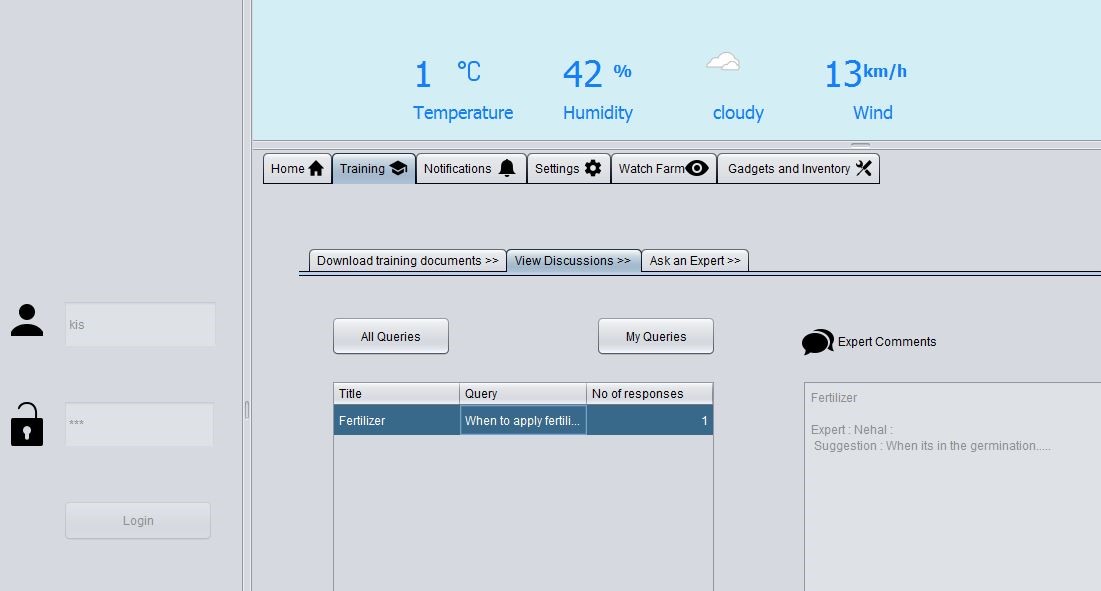 1 °C
42 %
13 km/h
Temperature
Humidity
cloudy
Wind
Home
Training
Notifications
Settings
Watch Farm
Gadgets and Inventory
Download training documents >>
View Discussions >>
Ask an Expert >>
kis
***
Login
All Queries
My Queries
Title
Query
No of responses
Fertilizer
When to apply fertili...
1
Expert Comments
Fertilizer
Expert : Nehal :
Suggestion : When its in the germination.....